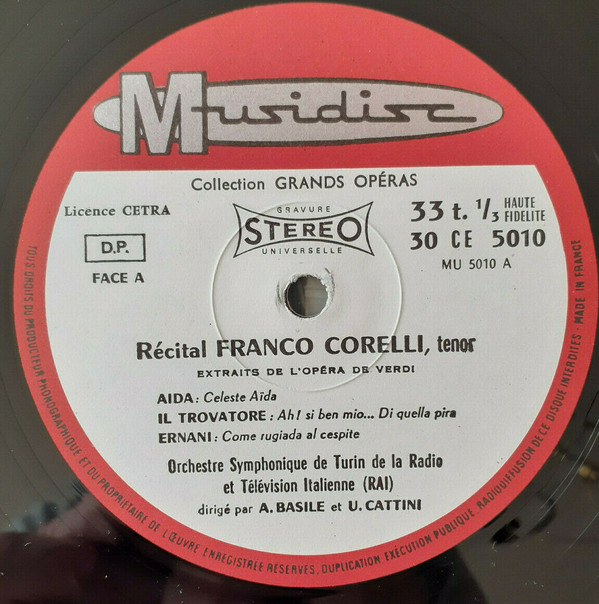 Musidisc
Collection GRANDS OPÉRAS
Licence CETRA
D.P.
FACE A
GRAVURE
STEREO
UNIVERSELLE
33 t. 1/3 HAUTE FIDELITE
30 CE 5010
MU 5010 A
Récital FRANCO CORELLI, tenor
EXTRAITS DE L'OPÉRA DE VERDI
AIDA : Celeste Aïda
IL TROVATORE : Ah! si ben mio... Di quella pira
ERNANI : Come rugiada al cespite
Orchestre Symphonique de Turin de la Radio
et Télévision Italienne (RAI)
dirigé par A. BASILE et U. CATTINI
TOUS DROITS DU PRODUCTEUR PHONOGRAPHIQUE ET DU PROPRIETAIRE DE L'ŒUVRE ENREGISTREE RESERVES. DUPLICATION EXECUTION PUBLIQUE. RADIODIFFUSION DE CE DISQUE INTERDITES - MADE IN FRANCE